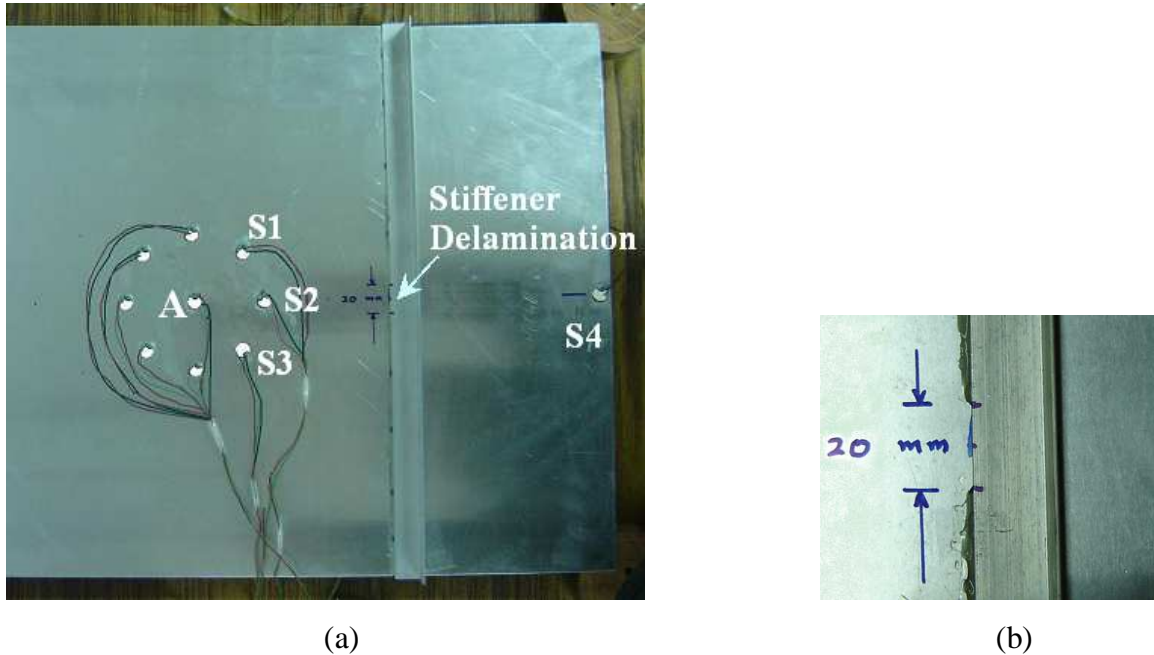 S1
Stiffener
Delamination
A
S2
20 mm
S3
S4
20 mm
(a)
(b)